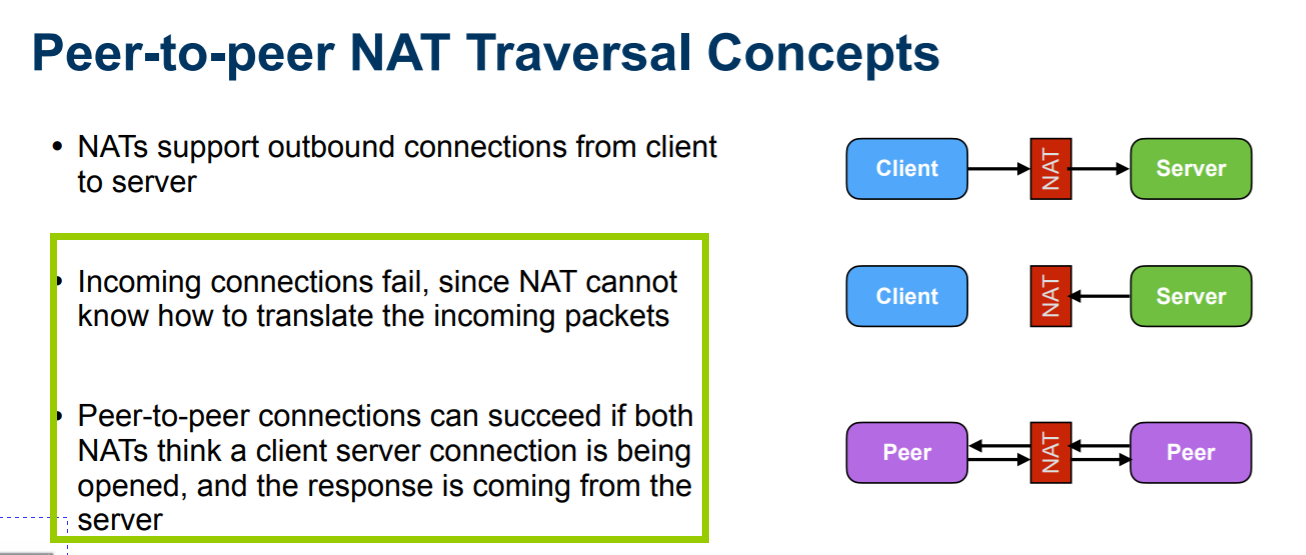 Peer-to-peer NAT Traversal Concepts
• NATs support outbound connections from client
to server
• Incoming connections fail, since NAT cannot
know how to translate the incoming packets
• Peer-to-peer connections can succeed if both
NATs think a client server connection is being
opened, and the response is coming from the
server
Client NAT Server
Client NAT Server
Peer NAT Peer